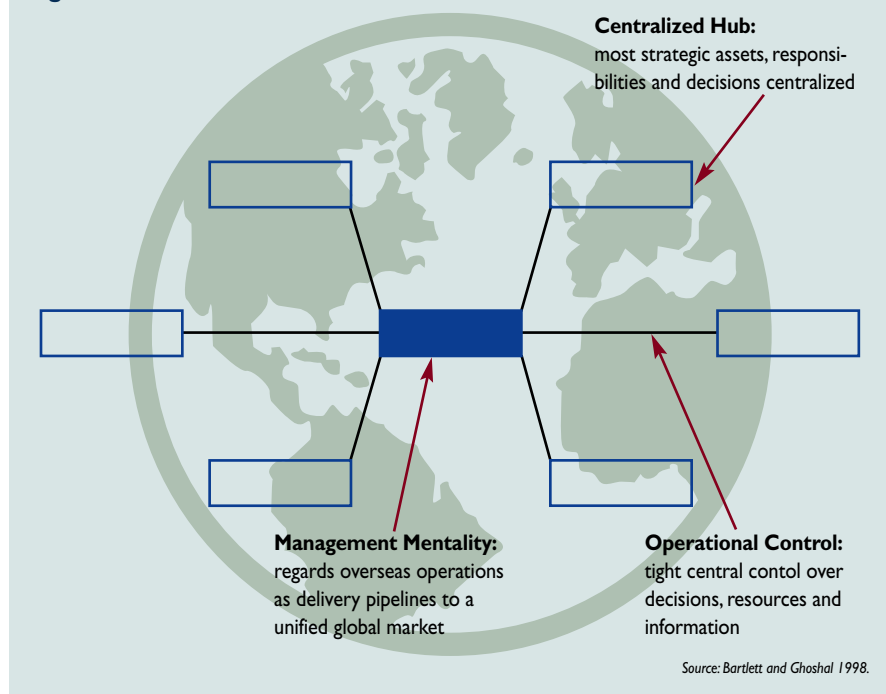 Centralized Hub:
most strategic assets, responsi-
bilities and decisions centralized
Management Mentality:
regards overseas operations
as delivery pipelines to a
unified global market
Operational Control:
tight central contol over
decisions, resources and
information
Source: Bartlett and Ghoshal 1998.